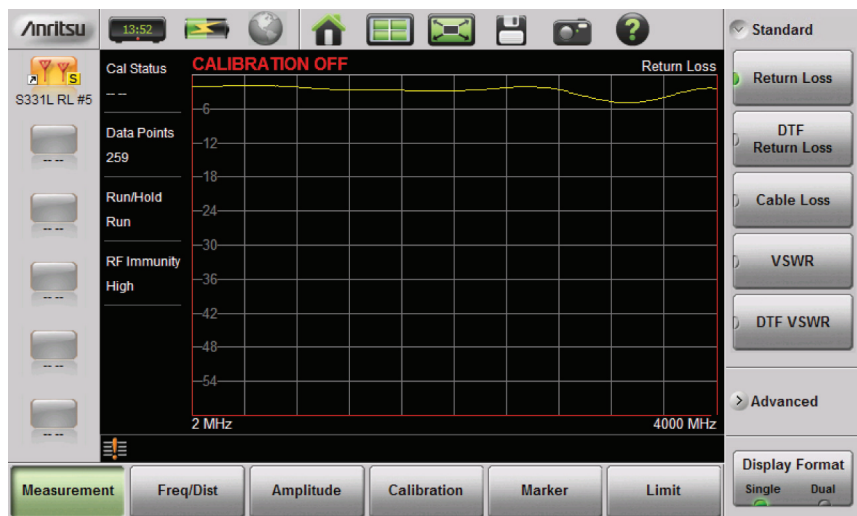 Anritsu
13:52
?
Standard
S
S331L RL #5
-- --
-- --
-- --
-- --
-- --
Cal Status
-- --
Data Points
259
Run/Hold
Run
RF Immunity
High
CALIBRATION OFF
Return Loss
6
12
18
24
30
36
42
48
54
2 MHz
4000 MHz
Return Loss
DTF
Return Loss
Cable Loss
VSWR
DTF VSWR
Advanced
Display Format
Single Dual
Measurement
Freq/Dist
Amplitude
Calibration
Marker
Limit